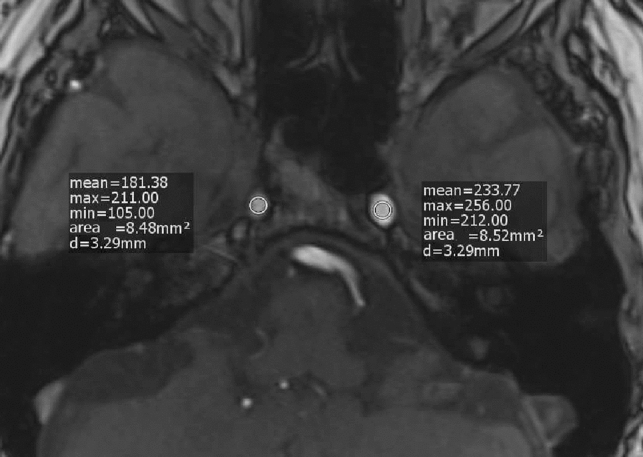 mean=181.38
max=211.00
min=105.00
area =8.48mm²
d=3.29mm
mean=233.77
max=256.00
min=212.00
area =8.52mm²
d=3.29mm